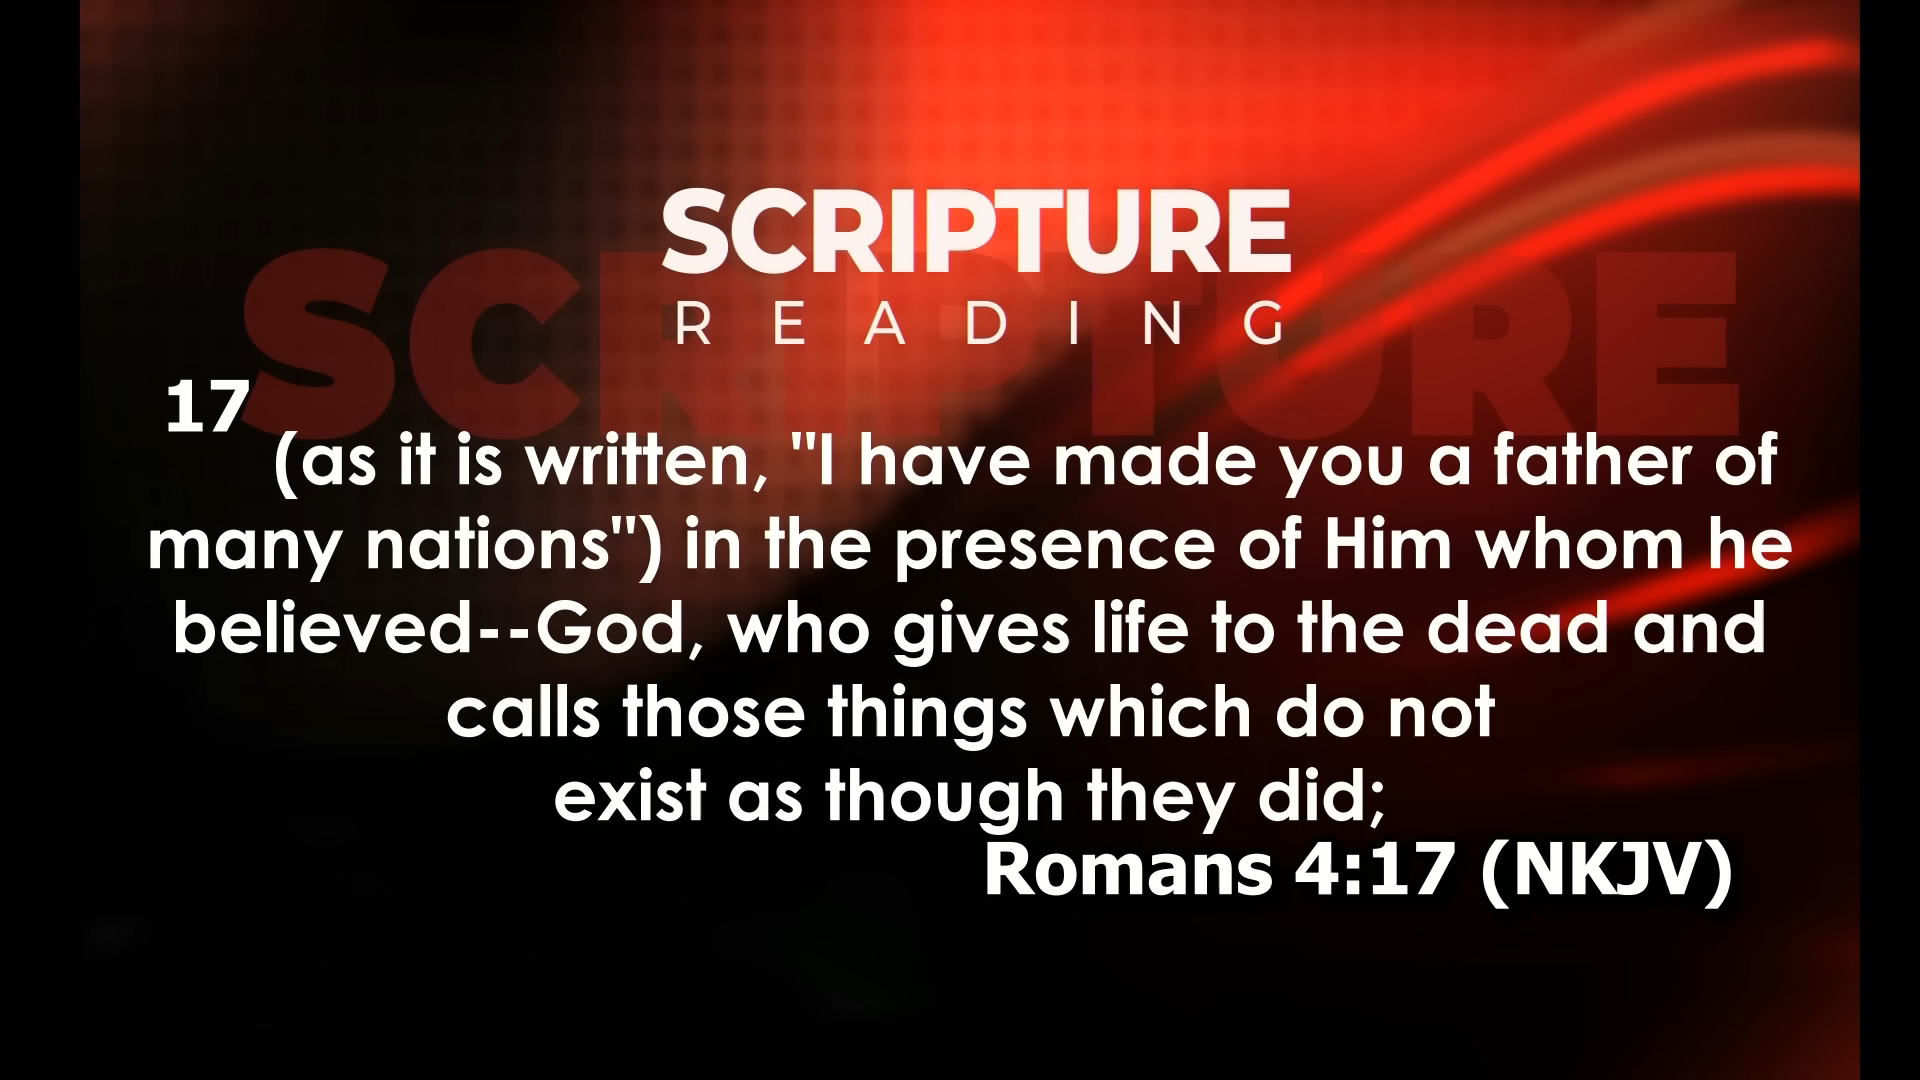 SCRIPTURE
SCRIPTURE
READING
17
(as it is written, "I have made you a father of
many nations") in the presence of Him whom he
believed--God, who gives life to the dead and
calls those things which do not
exist as though they did;
Romans 4:17 (NKJV)